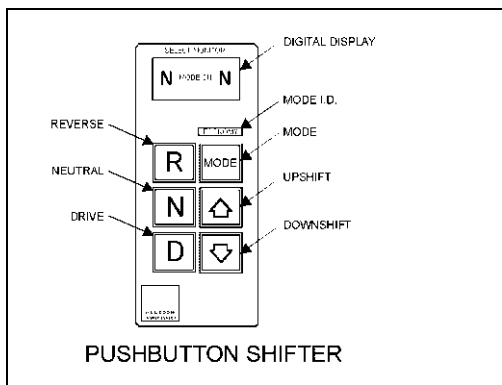 DIGITAL DISPLAY
SELECT MONITOR
N MODE ON N
MODE I.D.
REVERSE
MODE
R MODE
NEUTRAL
UPSHIFT
N
DRIVE
DOWNSHIFT
D
PUSHBUTTON SHIFTER